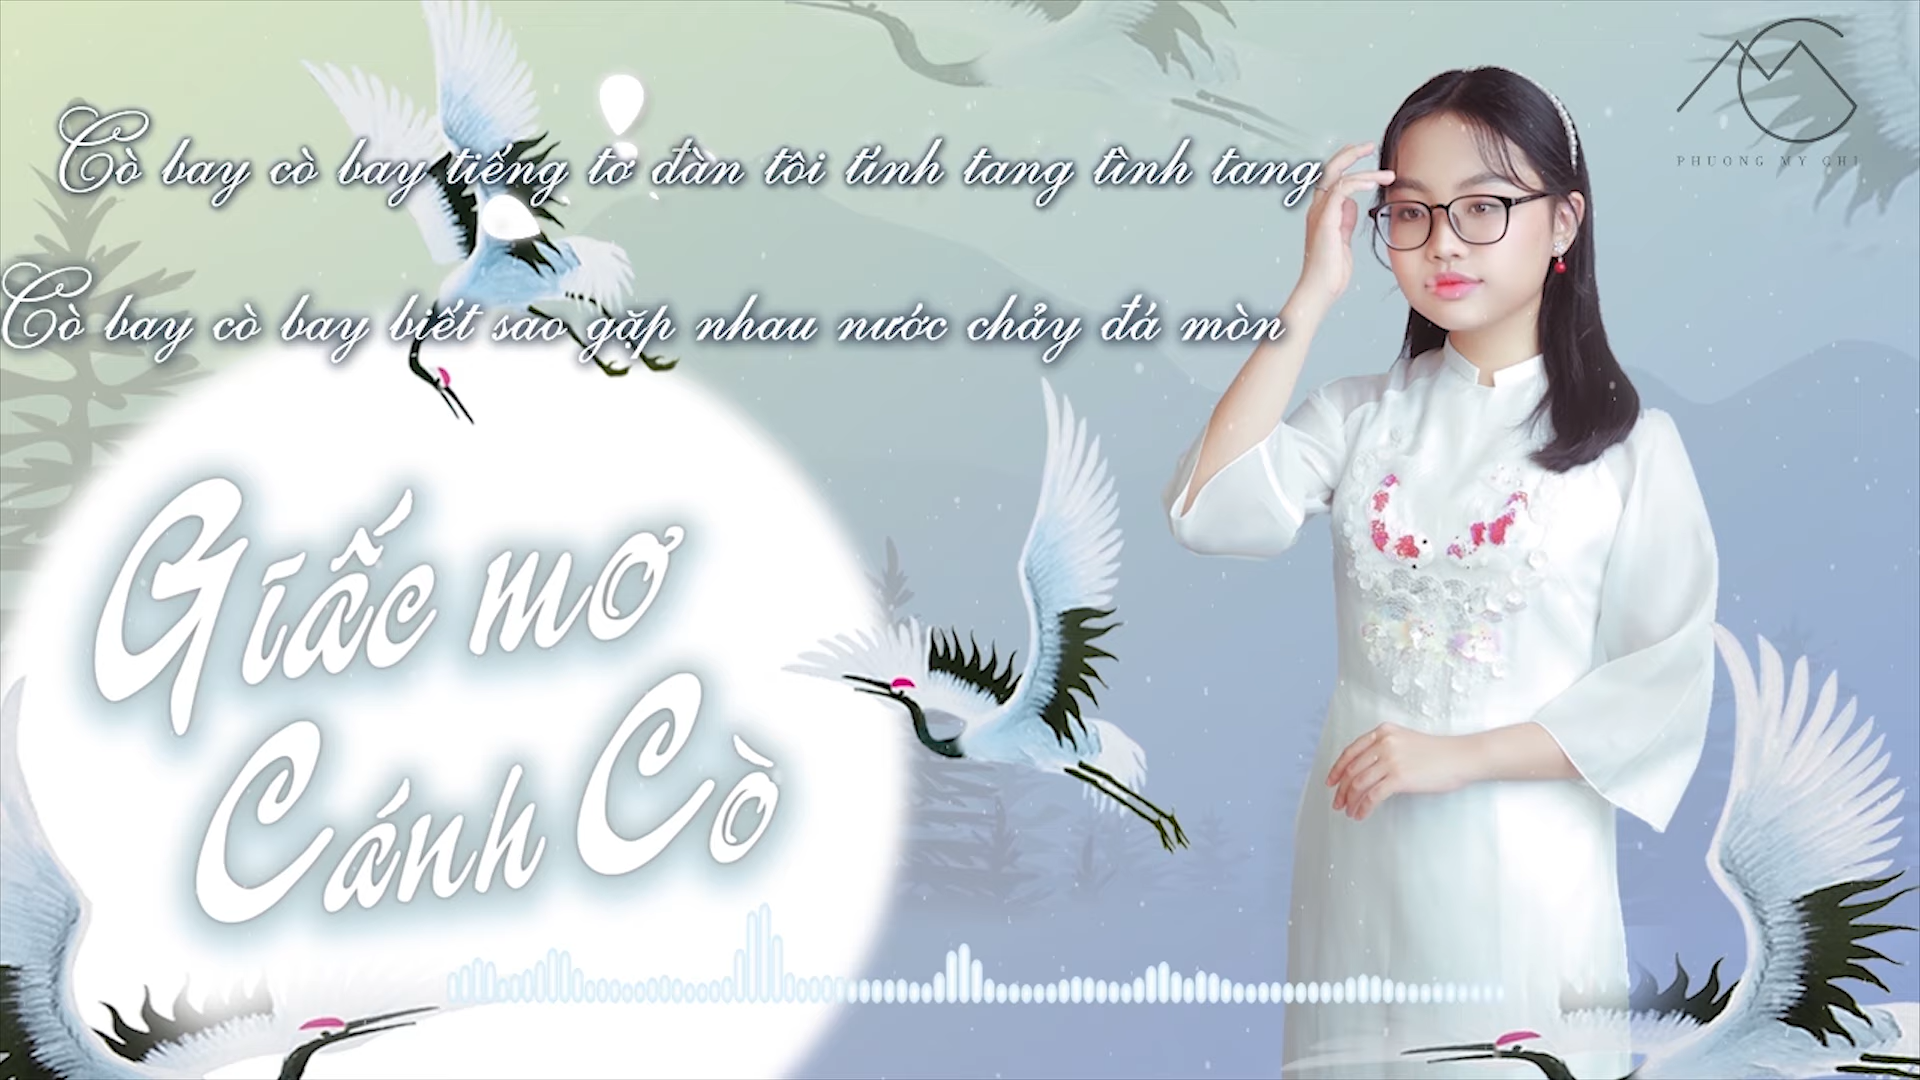 PHUONG MY CHI
Cò bay cò bay tiếng tơ đàn tôi tỉnh tang tình tang
Cò bay cò bay biết sao gặp nhau nước chảy đá mòn
Giấc mơ
Cánh Cò